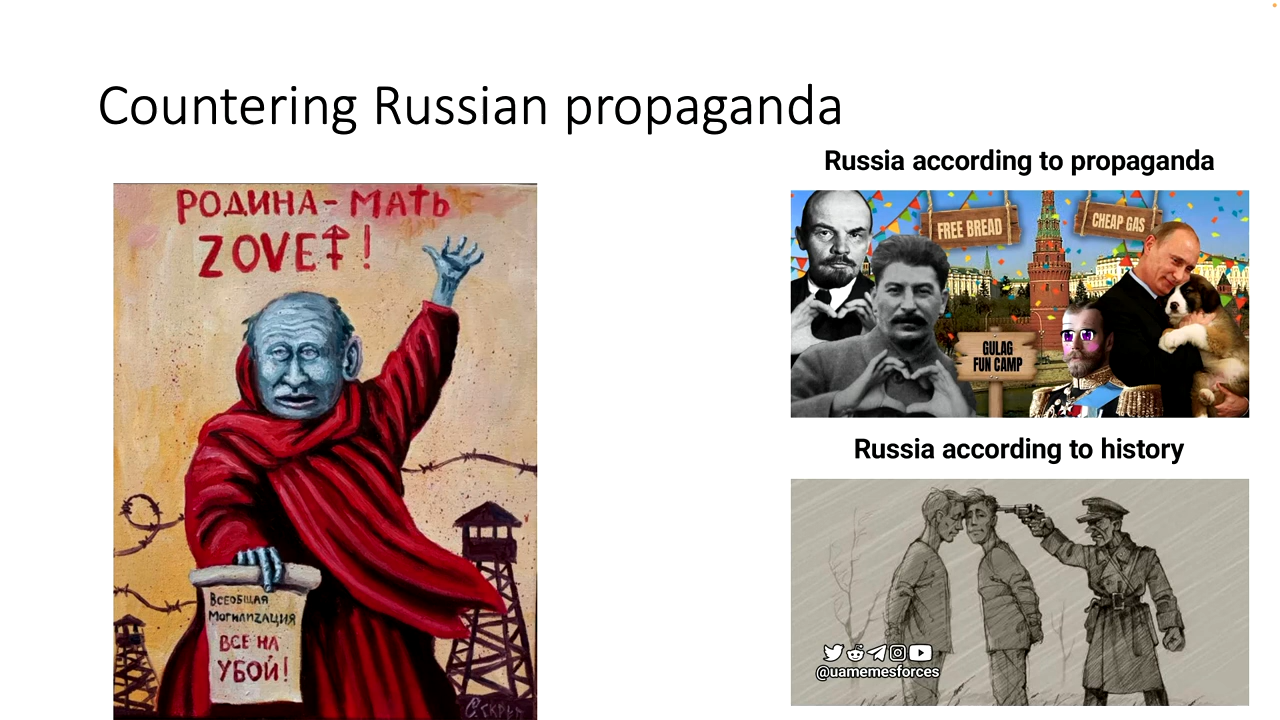 Countering Russian propaganda
РОДИНА-МАТЬ
ZOVET!
ВСЕОБЩАЯ
МОГИЛИZАЦИЯ
ВСЕ НА
УБОЙ!
Russia according to propaganda
FREE BREAD
CHEAP GAS
GULAG
FUN CAMP
Russia according to history
@uamemesforces